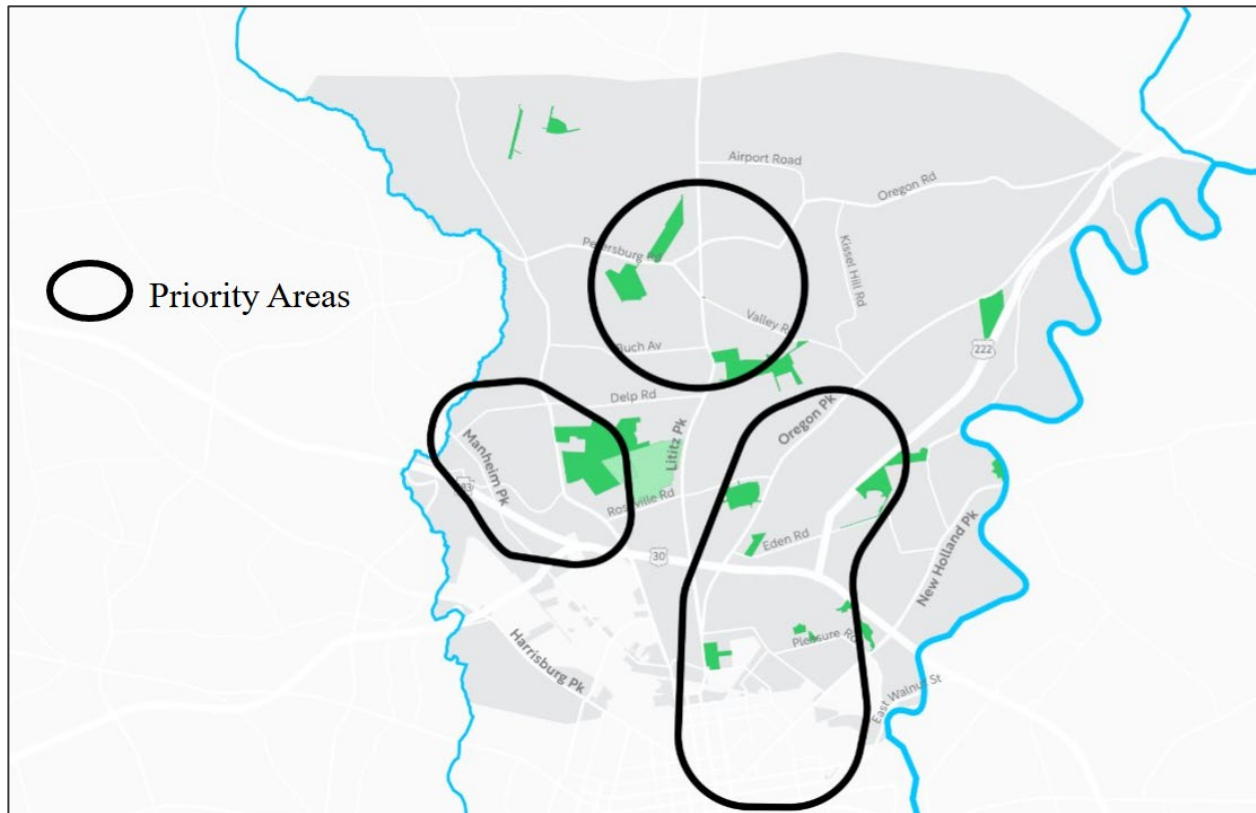 Airport Road
Oregon Rd
Petersburg Rd
Kissel Hill Rd
Priority Areas
Valley Rd
Buch Av
222
Delp Rd
Oregon Pk
Manheim Pk
Lititz Pk
Roseville Rd
Eden Rd
30
New Holland Pk
Pleasure Rd
Harrisburg Pk
East Walnut St